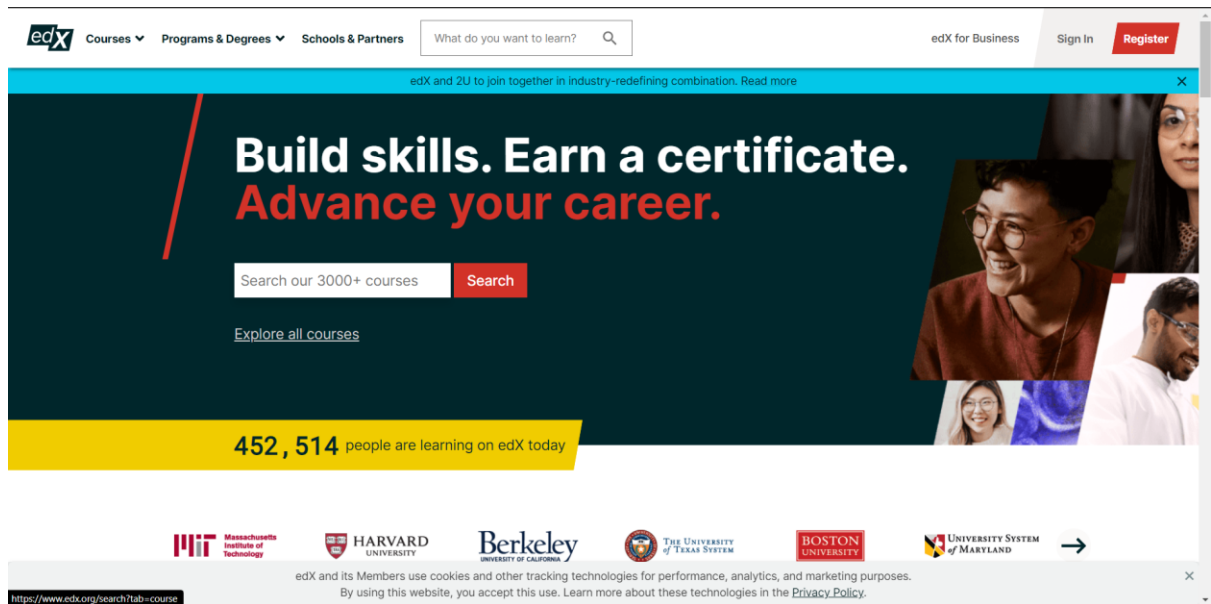 edX Courses Programs & Degrees Schools & Partners What do you want to learn? edX for Business Sign In Register
edX and 2U to join together in industry-redefining combination. Read more
Build skills. Earn a certificate.
Advance your career.
Search our 3000+ courses Search
Explore all courses
452,514 people are learning on edX today
MIT Massachusetts Institute of Technology
HARVARD
UNIVERSITY
Berkeley
UNIVERSITY OF CALIFORNIA
THE UNIVERSITY
of TEXAS SYSTEM
BOSTON
UNIVERSITY
UNIVERSITY SYSTEM
of MARYLAND
edX and its Members use cookies and other tracking technologies for performance, analytics, and marketing purposes.
By using this website, you accept this use. Learn more about these technologies in the Privacy Policy.
https://www.edx.org/search?tab=course